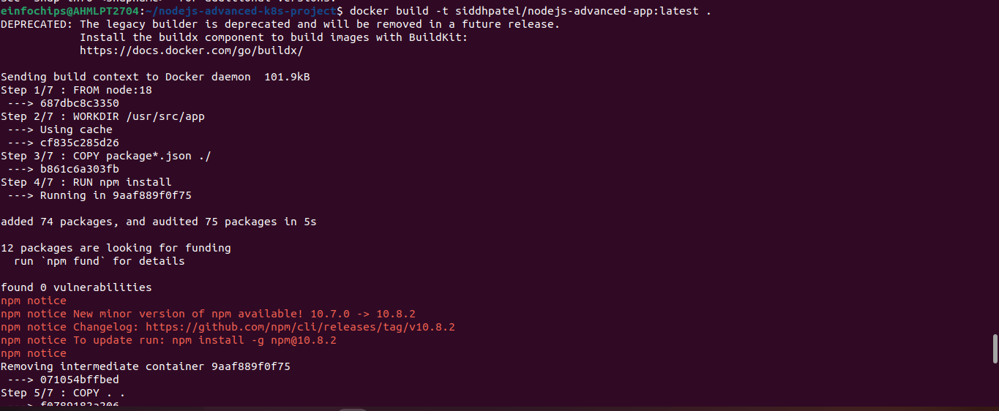 see 'snap info <snapname>' for additional versions.
einfochips@AHMLPT2704:~/nodejs-advanced-k8s-project$ docker build -t siddhpatel/nodejs-advanced-app:latest .
DEPRECATED: The legacy builder is deprecated and will be removed in a future release.
            Install the buildx component to build images with BuildKit:
            https://docs.docker.com/go/buildx/

Sending build context to Docker daemon  101.9kB
Step 1/7 : FROM node:18
 ---> 687dbc8c3350
Step 2/7 : WORKDIR /usr/src/app
 ---> Using cache
 ---> cf835c285d26
Step 3/7 : COPY package*.json ./
 ---> b861c6a303fb
Step 4/7 : RUN npm install
 ---> Running in 9aaf889f0f75

added 74 packages, and audited 75 packages in 5s

12 packages are looking for funding
  run `npm fund` for details

found 0 vulnerabilities
npm notice
npm notice New minor version of npm available! 10.7.0 -> 10.8.2
npm notice Changelog: https://github.com/npm/cli/releases/tag/v10.8.2
npm notice To update run: npm install -g npm@10.8.2
npm notice
Removing intermediate container 9aaf889f0f75
 ---> 071054bffbed
Step 5/7 : COPY . .
 ---> f0789182a206